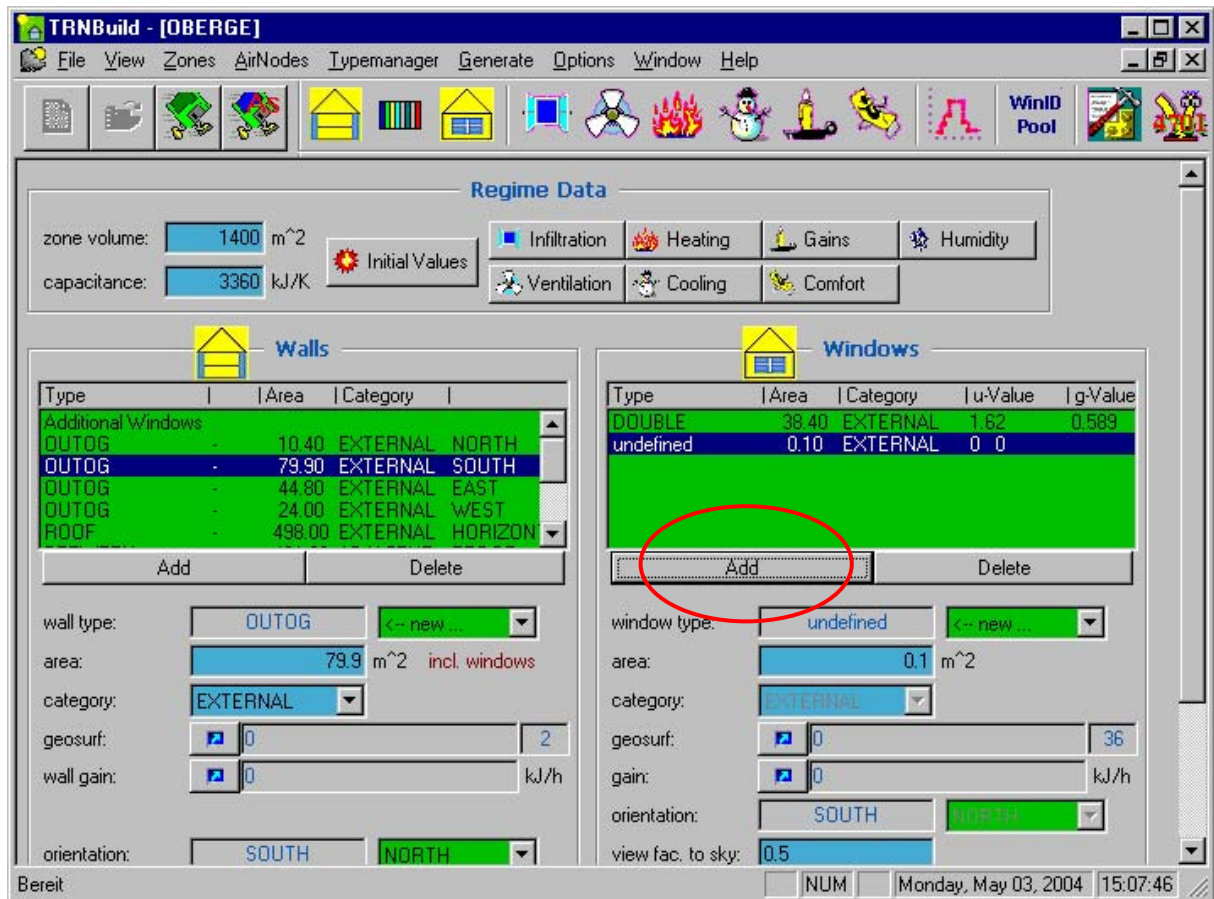 TRNBuild - [OBERGE]
File View Zones AirNodes Typemanager Generate Options Window Help
WinID Pool
Regime Data
zone volume: 1400 m^2
capacitance: 3360 kJ/K
Initial Values
Infiltration Heating Gains Humidity
Ventilation Cooling Comfort
Walls
Type | | Area | Category |
Additional Windows
OUTOG - 10.40 EXTERNAL NORTH
OUTOG - 79.90 EXTERNAL SOUTH
OUTOG - 44.80 EXTERNAL EAST
OUTOG - 24.00 EXTERNAL WEST
ROOF - 498.00 EXTERNAL HORIZON
Add Delete
wall type: OUTOG <-- new ...
area: 79.9 m^2 incl. windows
category: EXTERNAL
geosurf: 0 2
wall gain: 0 kJ/h
orientation: SOUTH NORTH
Windows
Type | Area | Category | u-Value | g-Value
DOUBLE 38.40 EXTERNAL 1.62 0.589
undefined 0.10 EXTERNAL 0 0
Add Delete
window type: undefined <-- new ...
area: 0.1 m^2
category: EXTERNAL
geosurf: 0 36
gain: 0 kJ/h
orientation: SOUTH NORTH
view fac. to sky: 0.5
Bereit NUM Monday, May 03, 2004 15:07:46